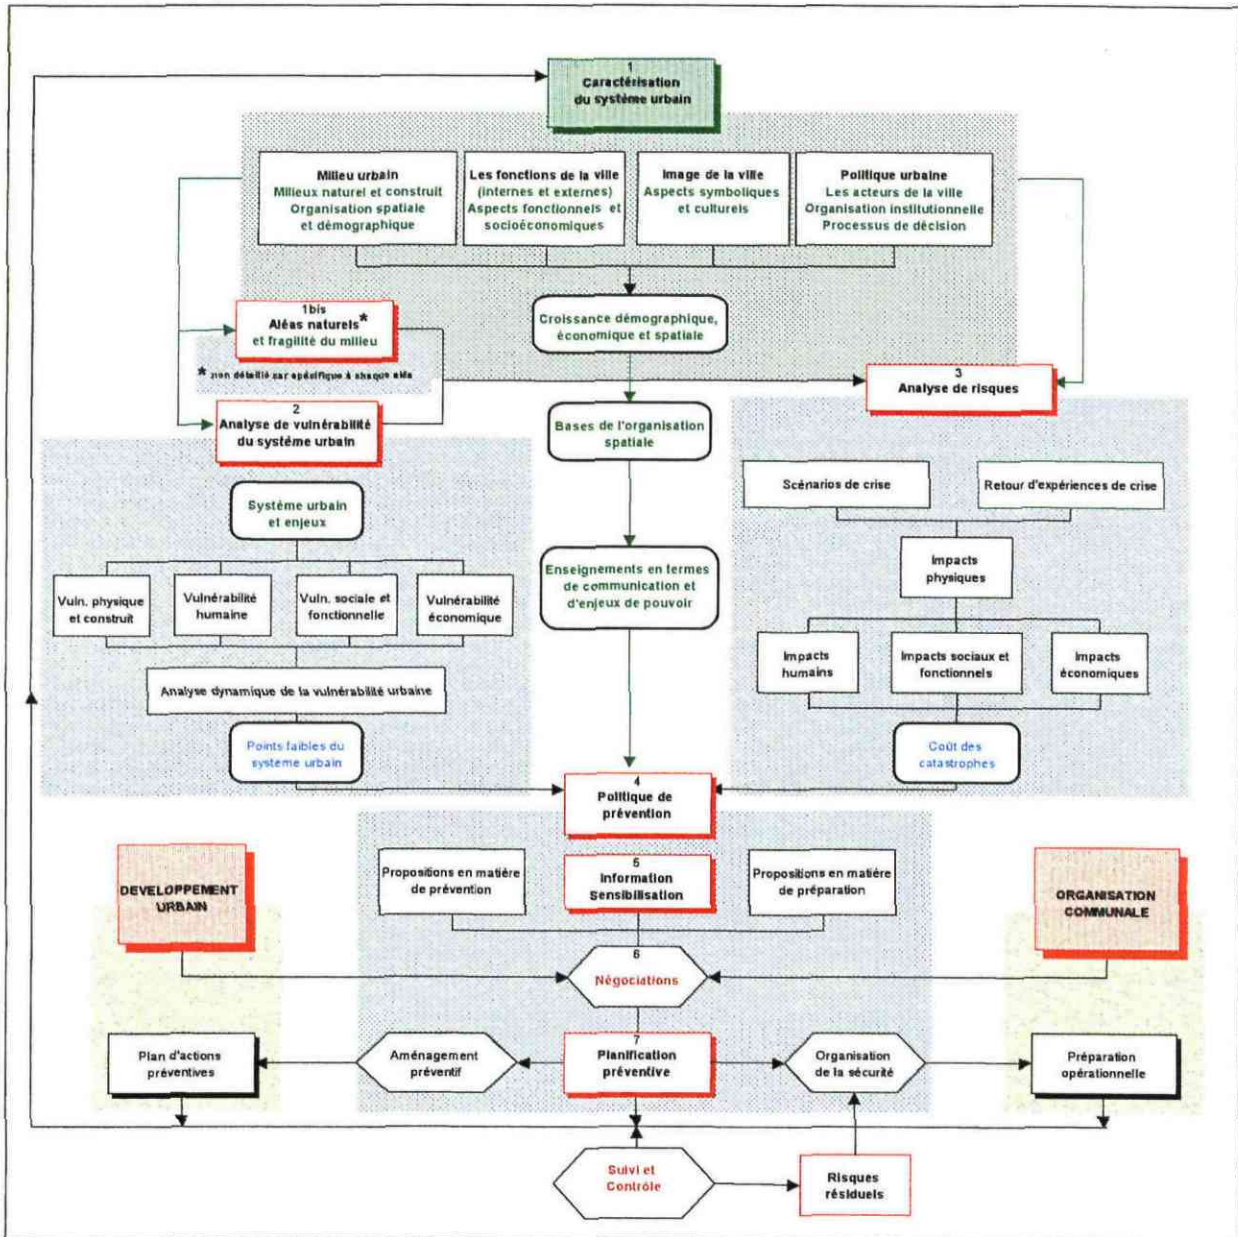 1
Caractérisation
du système urbain
Milieu urbain
Milieux naturel et construit
Organisation spatiale
et démographique
Les fonctions de la ville
(internes et externes)
Aspects fonctionnels et
socioéconomiques
Image de la ville
Aspects symboliques
et culturels
Politique urbaine
Les acteurs de la ville
Organisation institutionnelle
Processus de décision
1bis
Aléas naturels*
et fragilité du milieu
* non détaillé car spécifique à chaque aléa
Croissance démographique,
économique et spatiale
3
Analyse de risques
2
Analyse de vulnérabilité
du système urbain
Bases de l'organisation
spatiale
Système urbain
et enjeux
Scénarios de crise
Retour d'expériences de crise
Enseignements en termes
de communication et
d'enjeux de pouvoir
Impacts
physiques
Vuln. physique
et construit
Vulnérabilité
humaine
Vuln. sociale et
fonctionnelle
Vulnérabilité
économique
Impacts
humains
Impacts sociaux et
fonctionnels
Impacts
économiques
Analyse dynamique de la vulnérabilité urbaine
Points faibles du
système urbain
Coût des
catastrophes
4
Politique de
prévention
5
Information
Sensibilisation
Propositions en matière
de prévention
Propositions en matière
de préparation
DEVELOPPEMENT
URBAIN
ORGANISATION
COMMUNALE
6
Négociations
7
Planification
préventive
Plan d'actions
préventives
Aménagement
préventif
Organisation
de la sécurité
Préparation
opérationnelle
Suivi et
Contrôle
Risques
résiduels